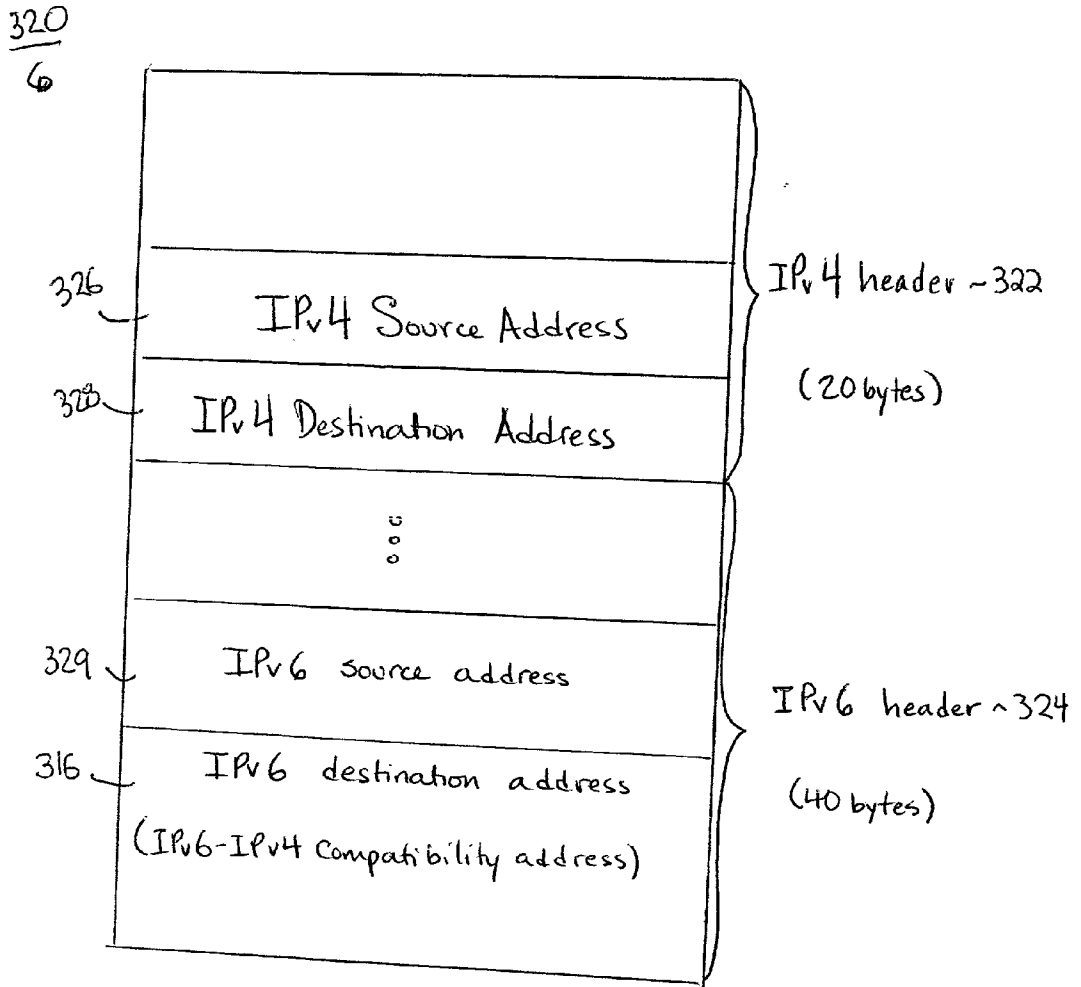 320
6
326
IPv4 Source Address
IPv4 header ~322
(20 bytes)
328
IPv4 Destination Address
329
IPv6 source address
IPv6 header ~324
(40 bytes)
316
IPv6 destination address
(IPv6-IPv4 Compatibility address)